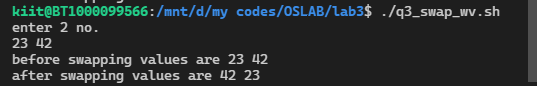 kiit@BT1000099566:/mnt/d/my codes/OSLAB/lab3$ ./q3_swap_wv.sh
enter 2 no.
23 42
before swapping values are 23 42
after swapping values are 42 23